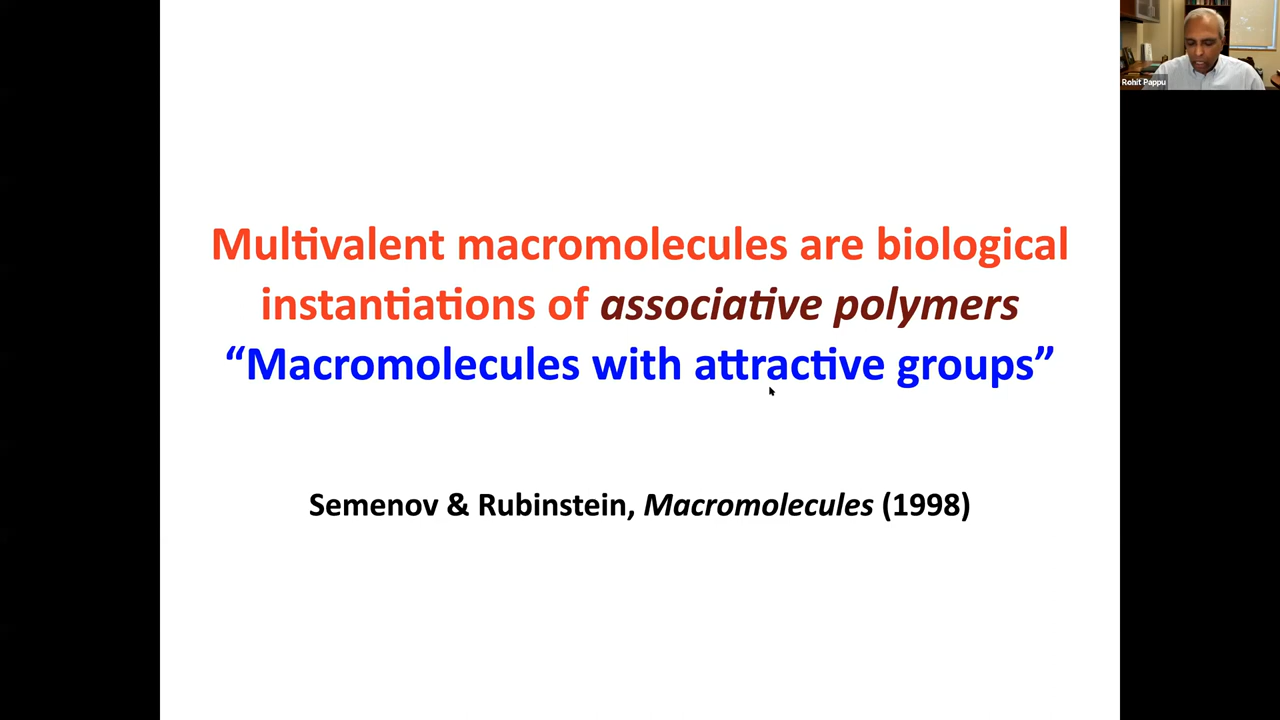 Rohit Pappu
Multivalent macromolecules are biological
instantiations of associative polymers
“Macromolecules with attractive groups”
Semenov & Rubinstein, Macromolecules (1998)